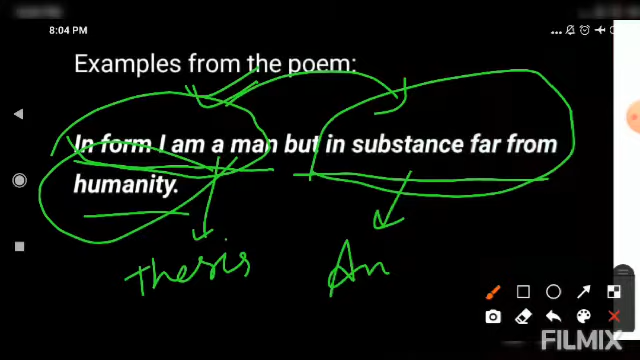 8:04 PM
Examples from the poem:
In form I am a man but in substance far from
humanity.
Thesis An
FILMIX